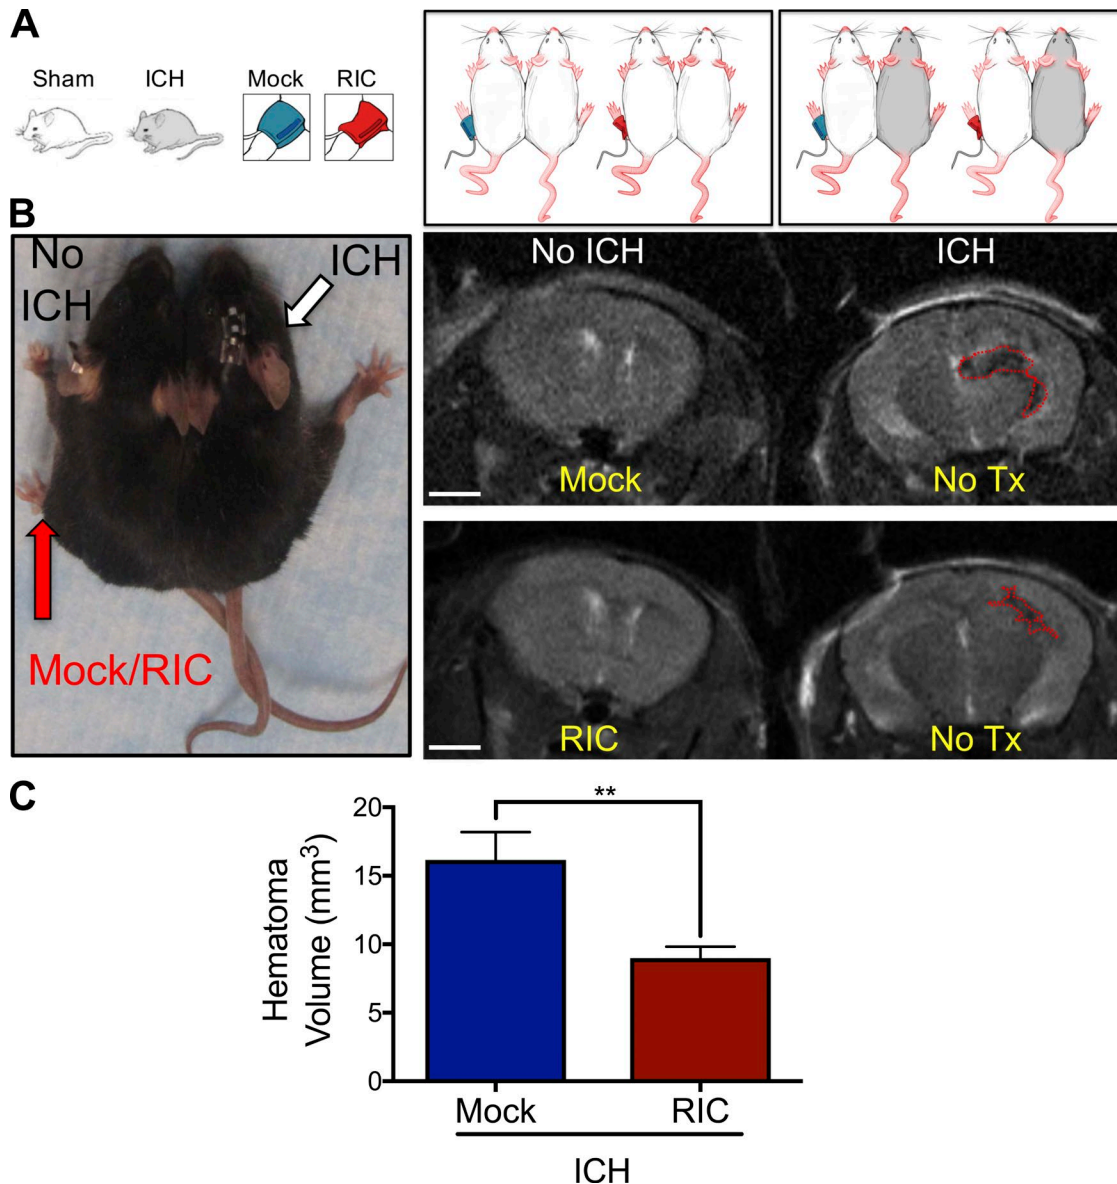 A
Sham
ICH
Mock
RIC
B
No
ICH
ICH
Mock/RIC
No ICH
ICH
Mock
No Tx
RIC
No Tx
C
Hematoma
Volume (mm³)
20
15
10
5
0
**
Mock
RIC
ICH